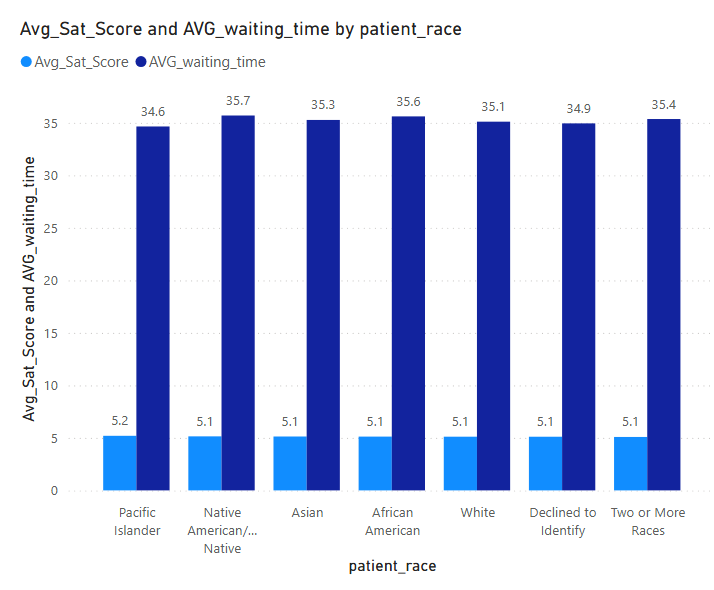 Avg_Sat_Score and AVG_waiting_time by patient_race
Avg_Sat_Score AVG_waiting_time
Avg_Sat_Score and AVG_waiting_time
35
30
25
20
15
10
5
0
34.6
35.7
35.3
35.6
35.1
34.9
35.4
5.2
5.1
5.1
5.1
5.1
5.1
5.1
Pacific
Islander
Native
American/...
Native
Asian
African
American
White
Declined to
Identify
Two or More
Races
patient_race